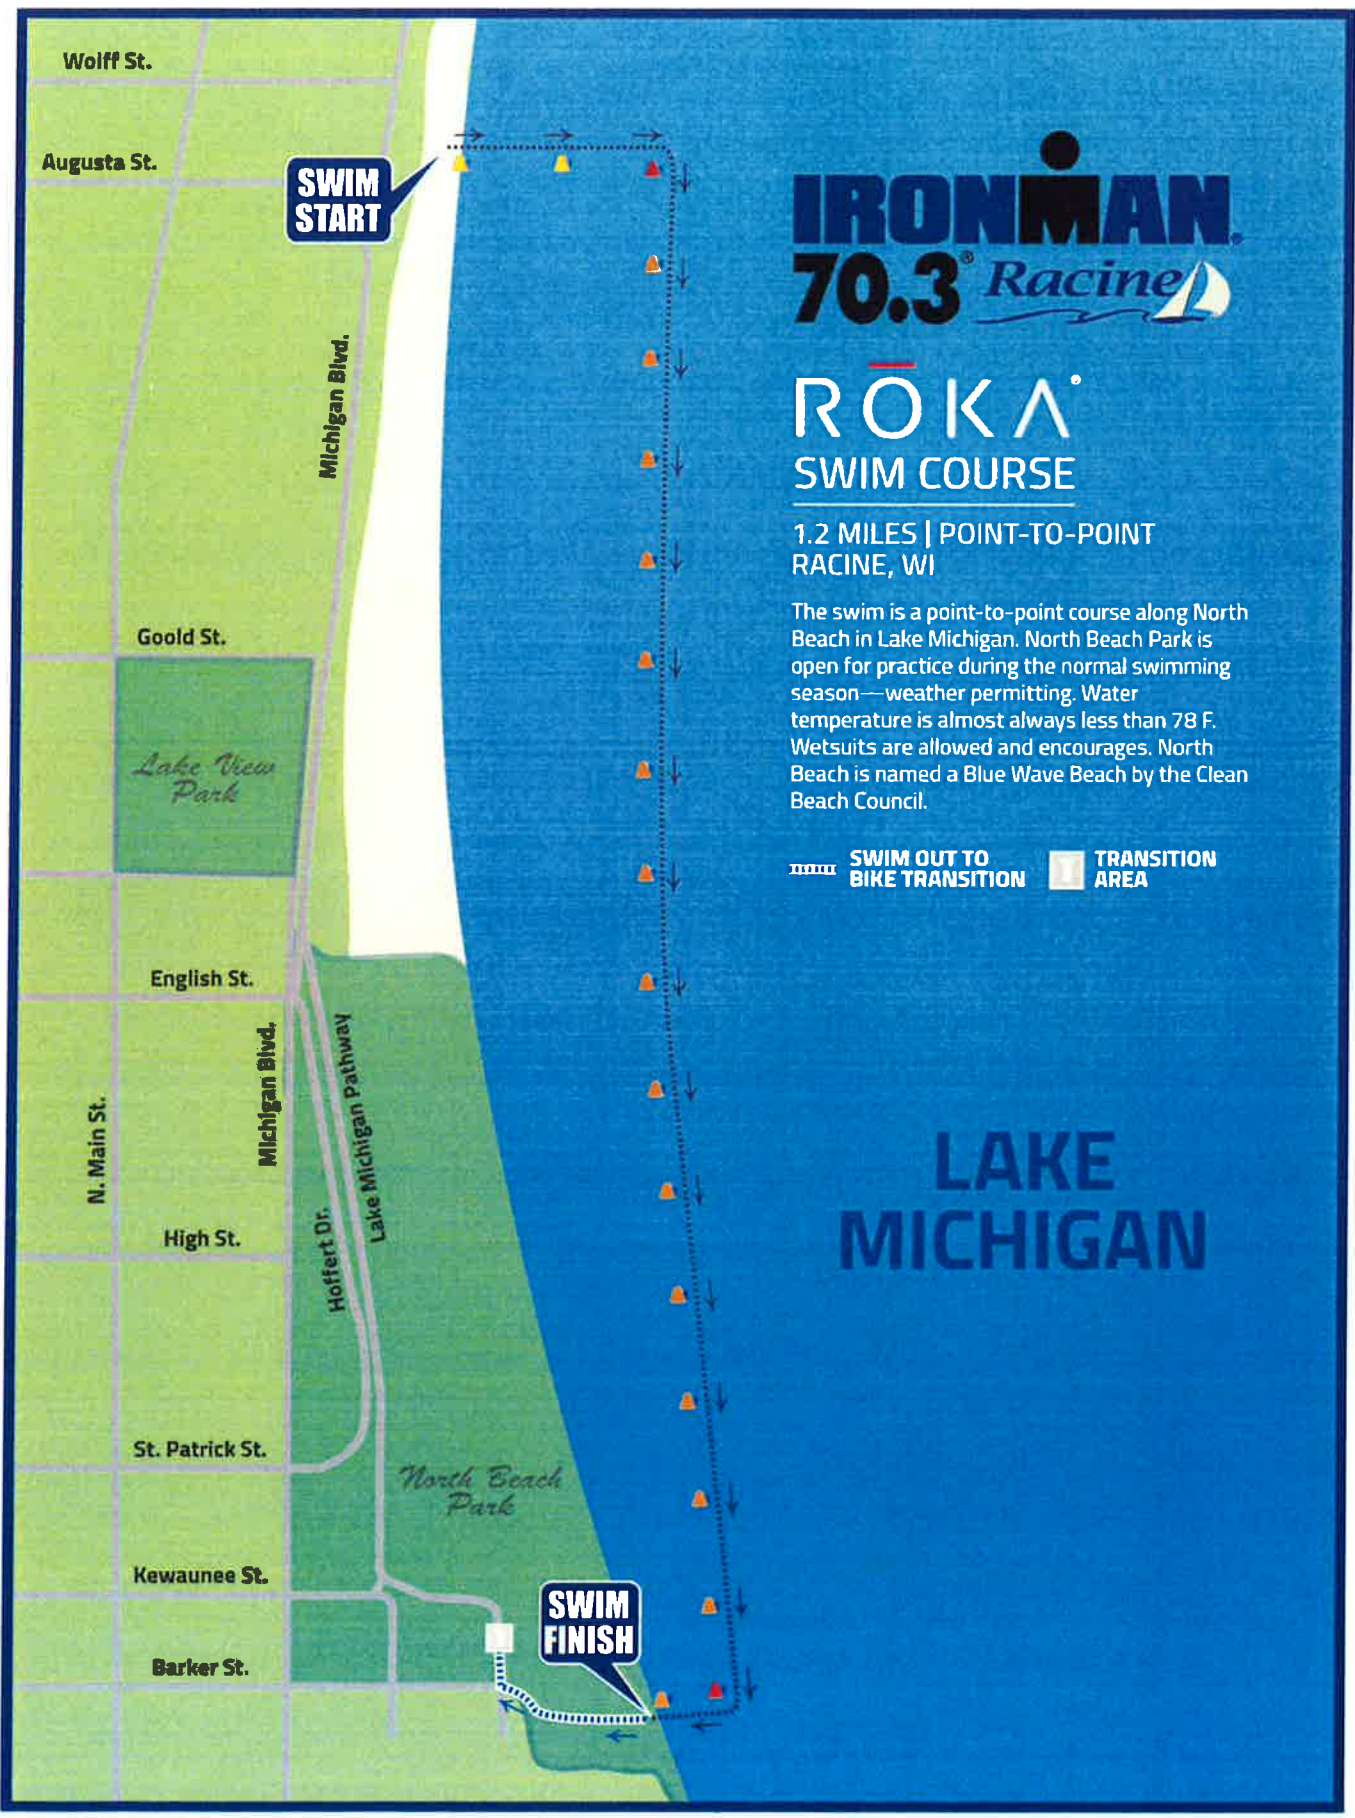 Wolff St.
Augusta St.
SWIM
START
IRONMAN®
70.3® Racine
Michigan Blvd.
RŌKA®
SWIM COURSE
1.2 MILES | POINT-TO-POINT
RACINE, WI
The swim is a point-to-point course along North
Beach in Lake Michigan. North Beach Park is
open for practice during the normal swimming
season—weather permitting. Water
temperature is almost always less than 78 F.
Wetsuits are allowed and encourages. North
Beach is named a Blue Wave Beach by the Clean
Beach Council.
SWIM OUT TO
BIKE TRANSITION
TRANSITION
AREA
Goold St.
Lake View
Park
English St.
Michigan Blvd.
Lake Michigan Pathway
N. Main St.
LAKE
MICHIGAN
High St.
Hoffert Dr.
St. Patrick St.
North Beach
Park
Kewaunee St.
SWIM
FINISH
Barker St.